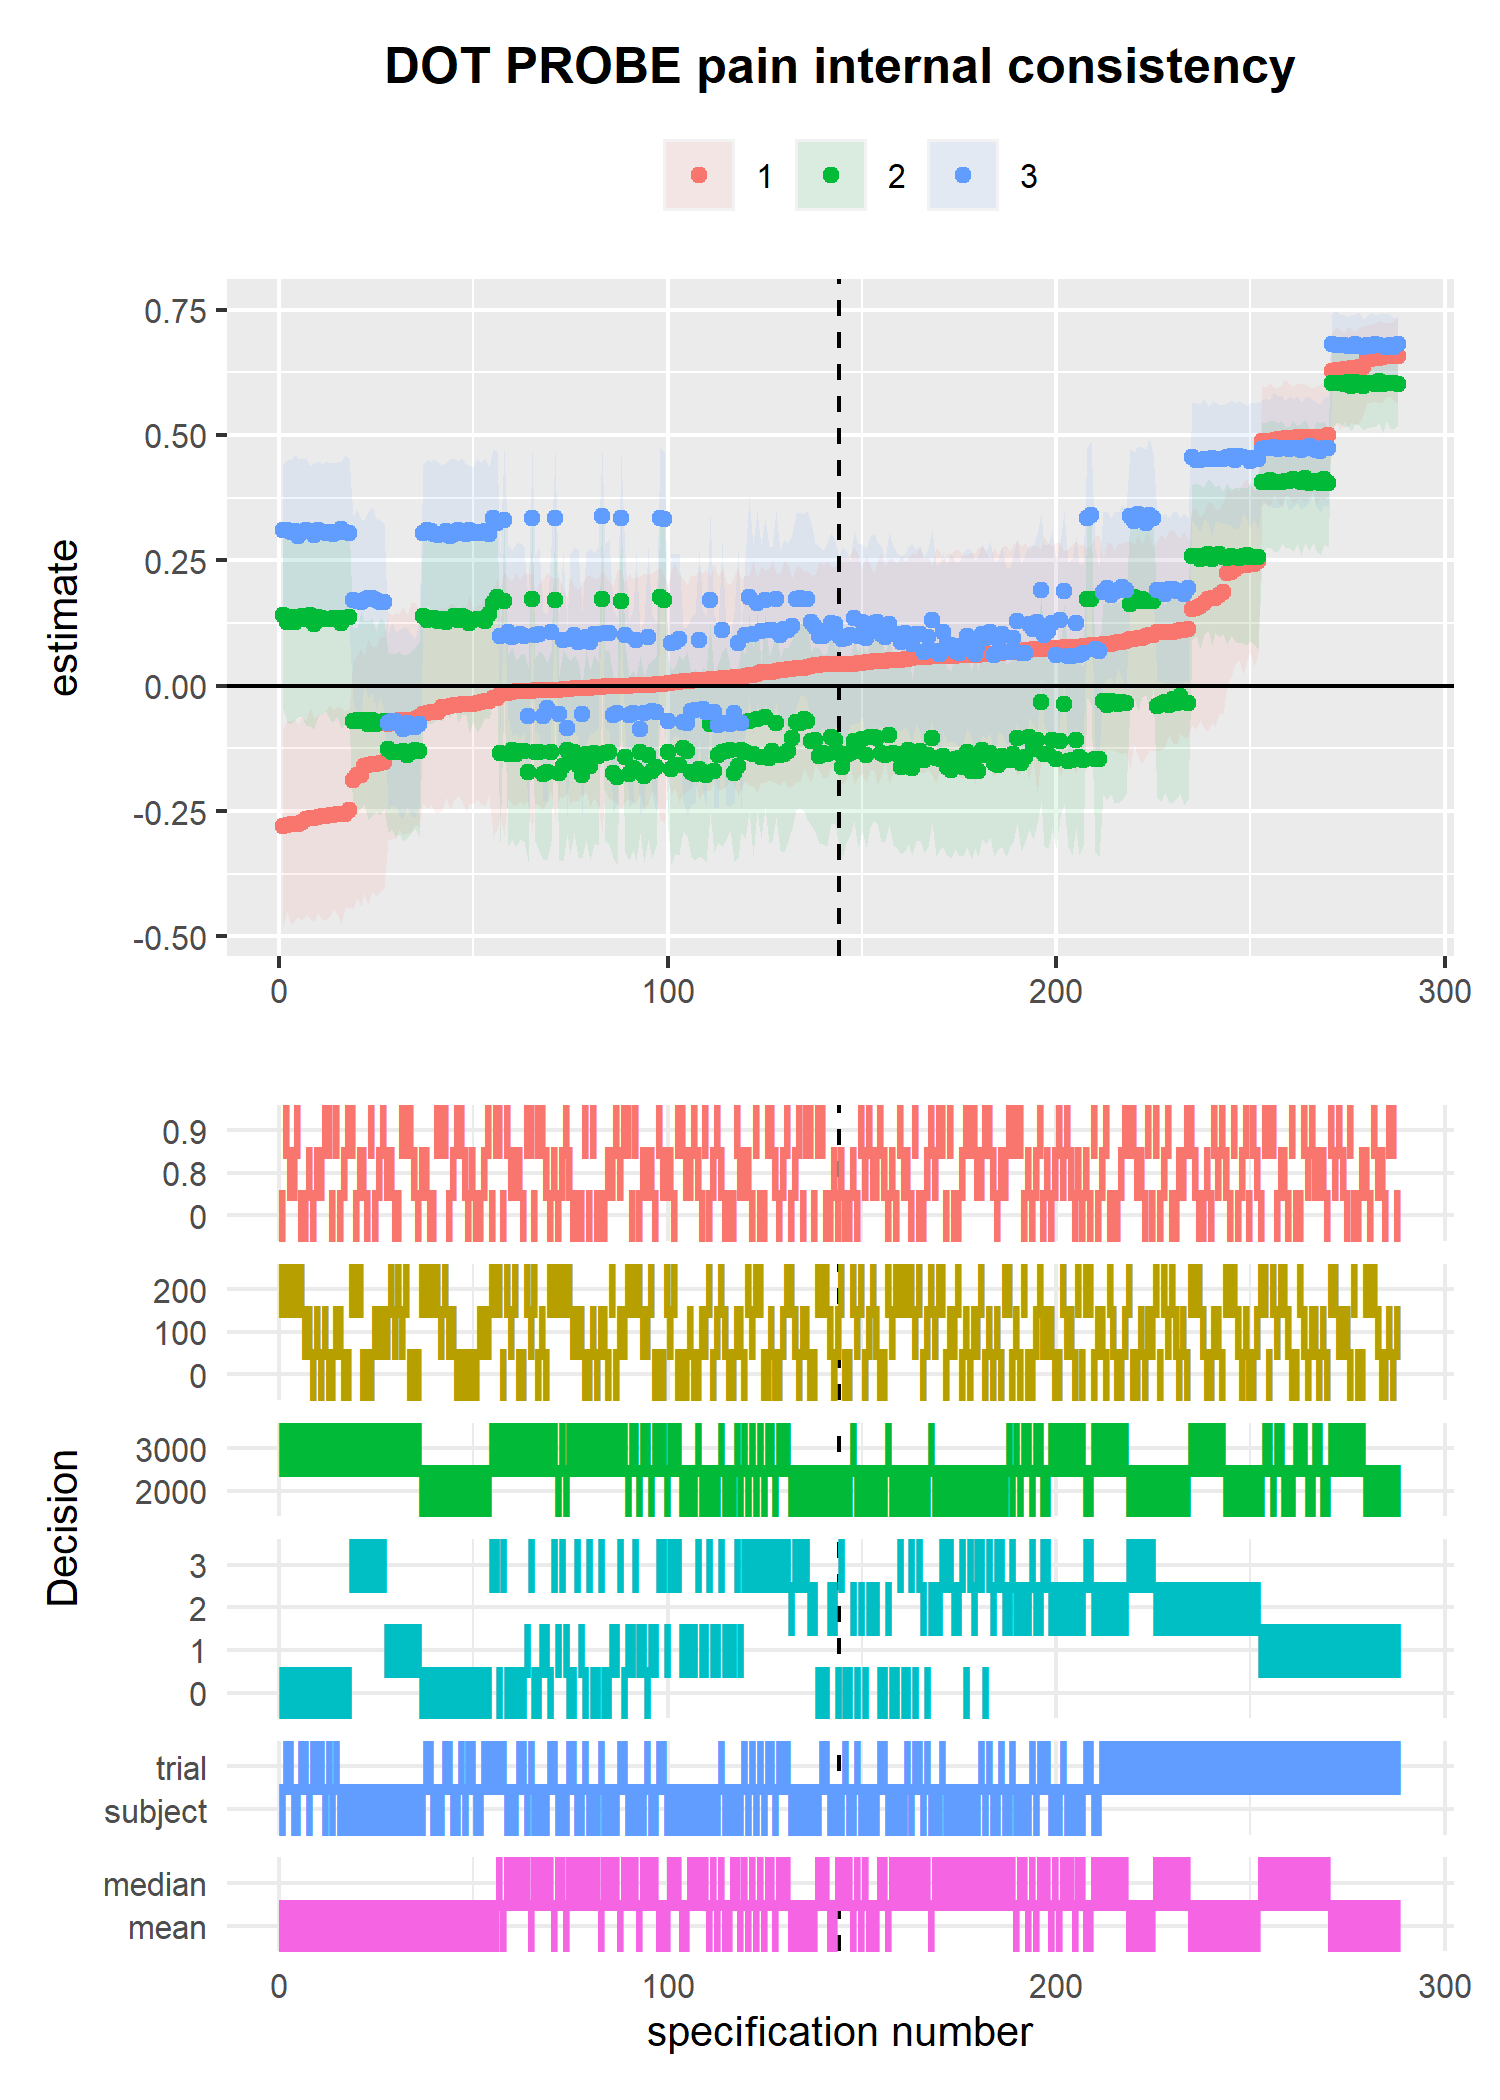 DOT PROBE pain internal consistency
1 2 3
estimate
0.75
0.50
0.25
0.00
-0.25
-0.50
0 100 200 300
Decision
0.9
0.8
0
200
100
0
3000
2000
3
2
1
0
trial
subject
median
mean
0 100 200 300
specification number